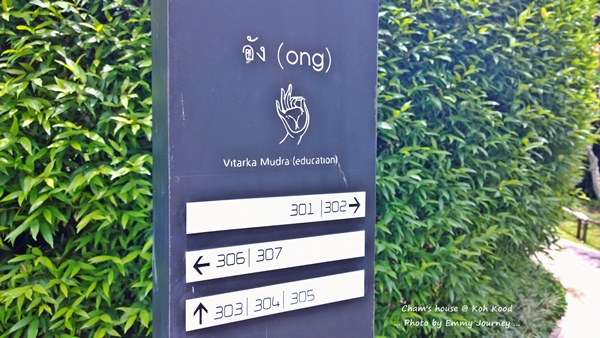 อัง (ong)
Vitarka Mudra (education)
301 | 302 →
← 306 | 307
↑ 303 | 304 | 305
Cham's house @ Koh Kood
... Photo by Emmy Journey ...